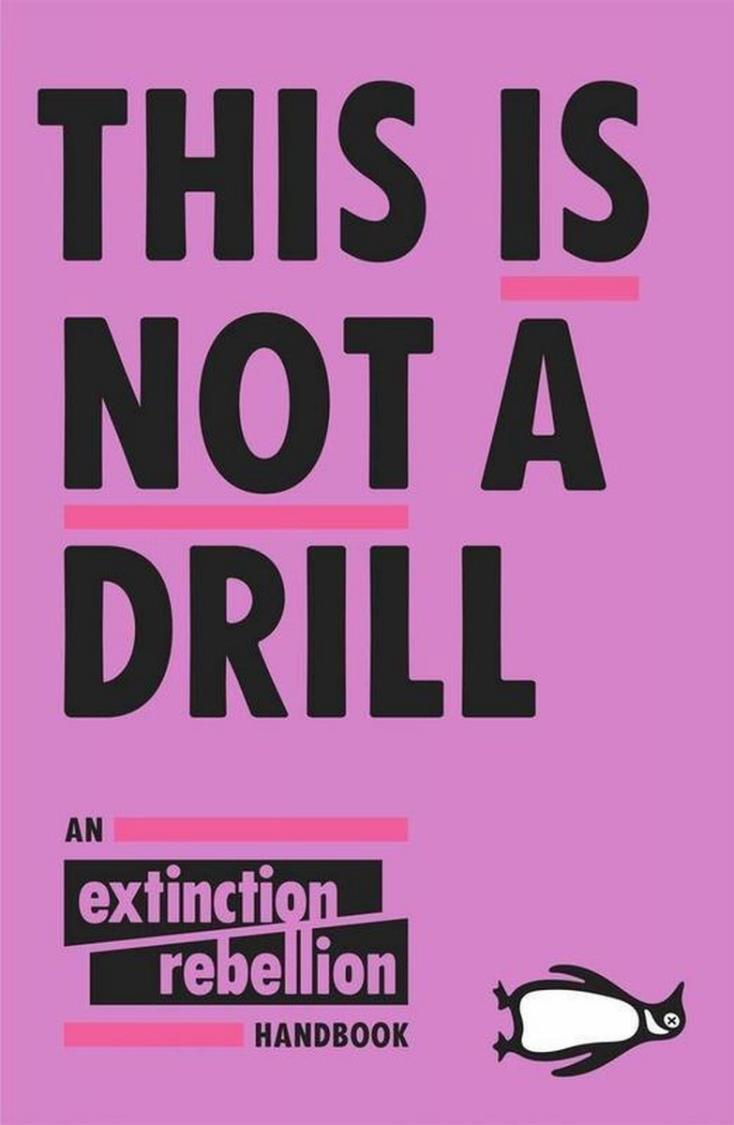 THIS IS
NOT A
DRILL
AN
extinction
rebellion
HANDBOOK